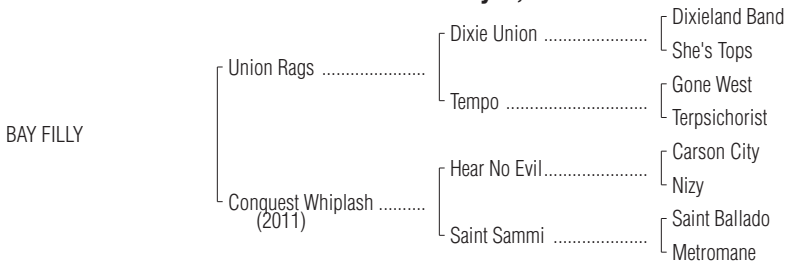 Dixieland Band
Dixie Union ........................
She's Tops
Union Rags ........................
Gone West
Tempo .................................
Terpsichorist
BAY FILLY
Carson City
Hear No Evil........................
Nizy
Conquest Whiplash ..........
(2011)
Saint Ballado
Saint Sammi ......................
Metromane